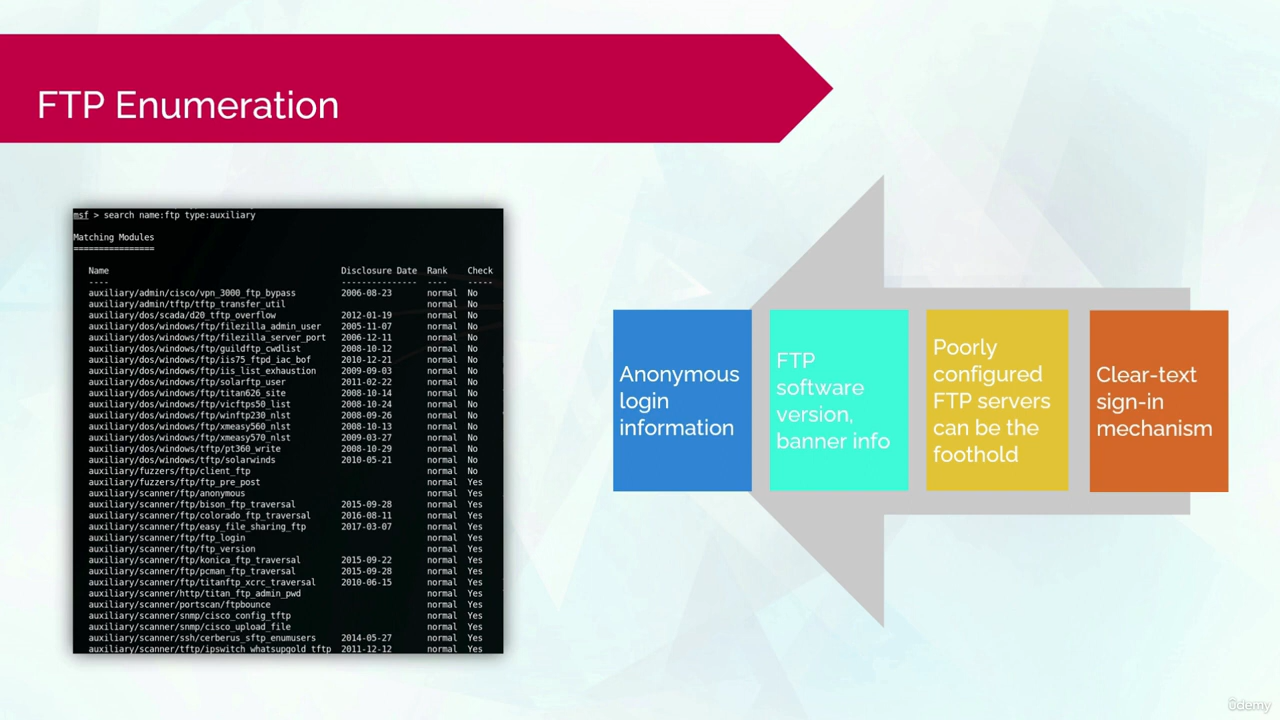 FTP Enumeration
msf > search name:ftp type:auxiliary
Matching Modules
================
Name Disclosure Date Rank Check
---- --------------- ---- -----
auxiliary/admin/cisco/vpn_3000_ftp_bypass 2006-08-23 normal No
auxiliary/admin/tftp/tftp_transfer_util normal No
auxiliary/dos/scada/d20_tftp_overflow 2012-01-19 normal No
auxiliary/dos/windows/ftp/filezilla_admin_user 2005-11-07 normal No
auxiliary/dos/windows/ftp/filezilla_server_port 2006-12-11 normal No
auxiliary/dos/windows/ftp/guildftp_cwdlist 2008-10-12 normal No
auxiliary/dos/windows/ftp/iis75_ftpd_iac_bof 2010-12-21 normal No
auxiliary/dos/windows/ftp/iis_list_exhaustion 2009-09-03 normal No
auxiliary/dos/windows/ftp/solarftp_user 2011-02-22 normal No
auxiliary/dos/windows/ftp/titan626_site 2008-10-14 normal No
auxiliary/dos/windows/ftp/vicftps50_list 2008-10-24 normal No
auxiliary/dos/windows/ftp/winftp230_nlst 2008-09-26 normal No
auxiliary/dos/windows/ftp/xmeasy560_nlst 2008-10-13 normal No
auxiliary/dos/windows/ftp/xmeasy570_nlst 2009-03-27 normal No
auxiliary/dos/windows/tftp/pt360_write 2008-10-29 normal No
auxiliary/dos/windows/tftp/solarwinds 2010-05-21 normal No
auxiliary/fuzzers/ftp/client_ftp normal No
auxiliary/fuzzers/ftp/ftp_pre_post normal Yes
auxiliary/scanner/ftp/anonymous normal Yes
auxiliary/scanner/ftp/bison_ftp_traversal 2015-09-28 normal Yes
auxiliary/scanner/ftp/colorado_ftp_traversal 2016-08-11 normal Yes
auxiliary/scanner/ftp/easy_file_sharing_ftp 2017-03-07 normal Yes
auxiliary/scanner/ftp/ftp_login normal Yes
auxiliary/scanner/ftp/ftp_version normal Yes
auxiliary/scanner/ftp/konica_ftp_traversal 2015-09-22 normal Yes
auxiliary/scanner/ftp/pcman_ftp_traversal 2015-09-28 normal Yes
auxiliary/scanner/ftp/titanftp_xcrc_traversal 2010-06-15 normal Yes
auxiliary/scanner/http/titan_ftp_admin_pwd normal Yes
auxiliary/scanner/portscan/ftpbounce normal Yes
auxiliary/scanner/snmp/cisco_config_tftp normal Yes
auxiliary/scanner/snmp/cisco_upload_file normal Yes
auxiliary/scanner/ssh/cerberus_sftp_enumusers 2014-05-27 normal Yes
auxiliary/scanner/tftp/ipswitch_whatsupgold_tftp 2011-12-12 normal Yes
Anonymous
login
information
FTP
software
version,
banner info
Poorly
configured
FTP servers
can be the
foothold
Clear-text
sign-in
mechanism
ûdemy